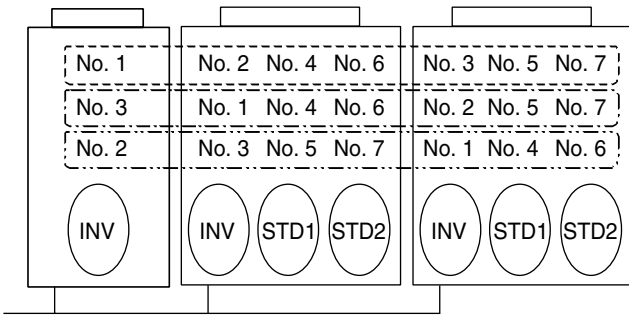 No. 1 No. 2 No. 4 No. 6 No. 3 No. 5 No. 7
No. 3 No. 1 No. 4 No. 6 No. 2 No. 5 No. 7
No. 2 No. 3 No. 5 No. 7 No. 1 No. 4 No. 6
INV INV STD1 STD2 INV STD1 STD2